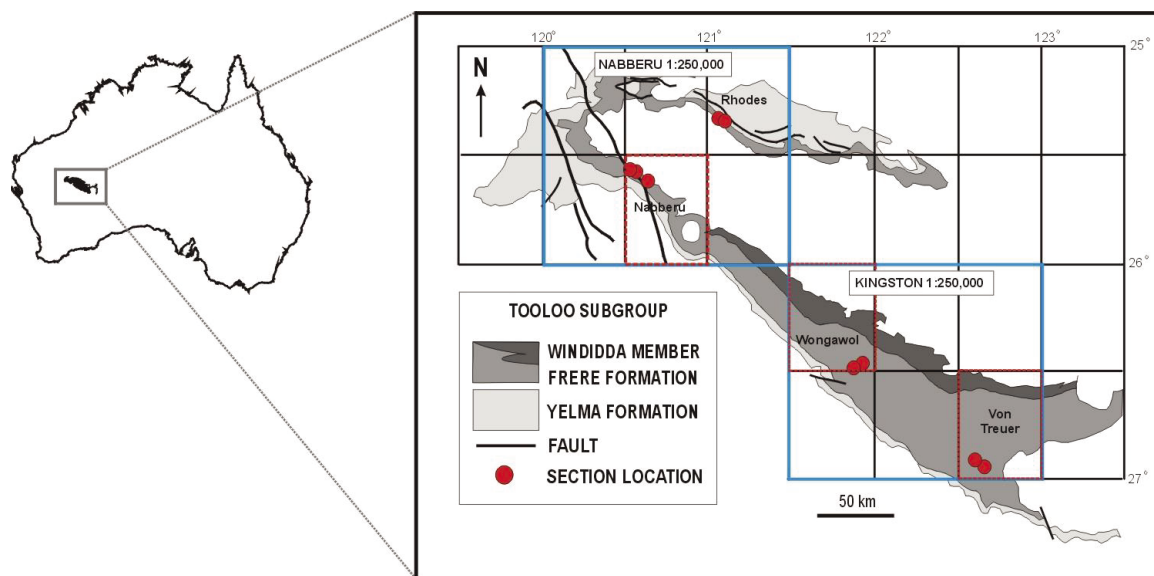 120°
121°
122°
123°
25°
N
NABBERU 1:250,000
Rhodes
Nabberu
26°
KINGSTON 1:250,000
TOOLOO SUBGROUP
WINDIDDA MEMBER
FRERE FORMATION
YELMA FORMATION
FAULT
SECTION LOCATION
Wongawol
Von
Treuer
27°
50 km